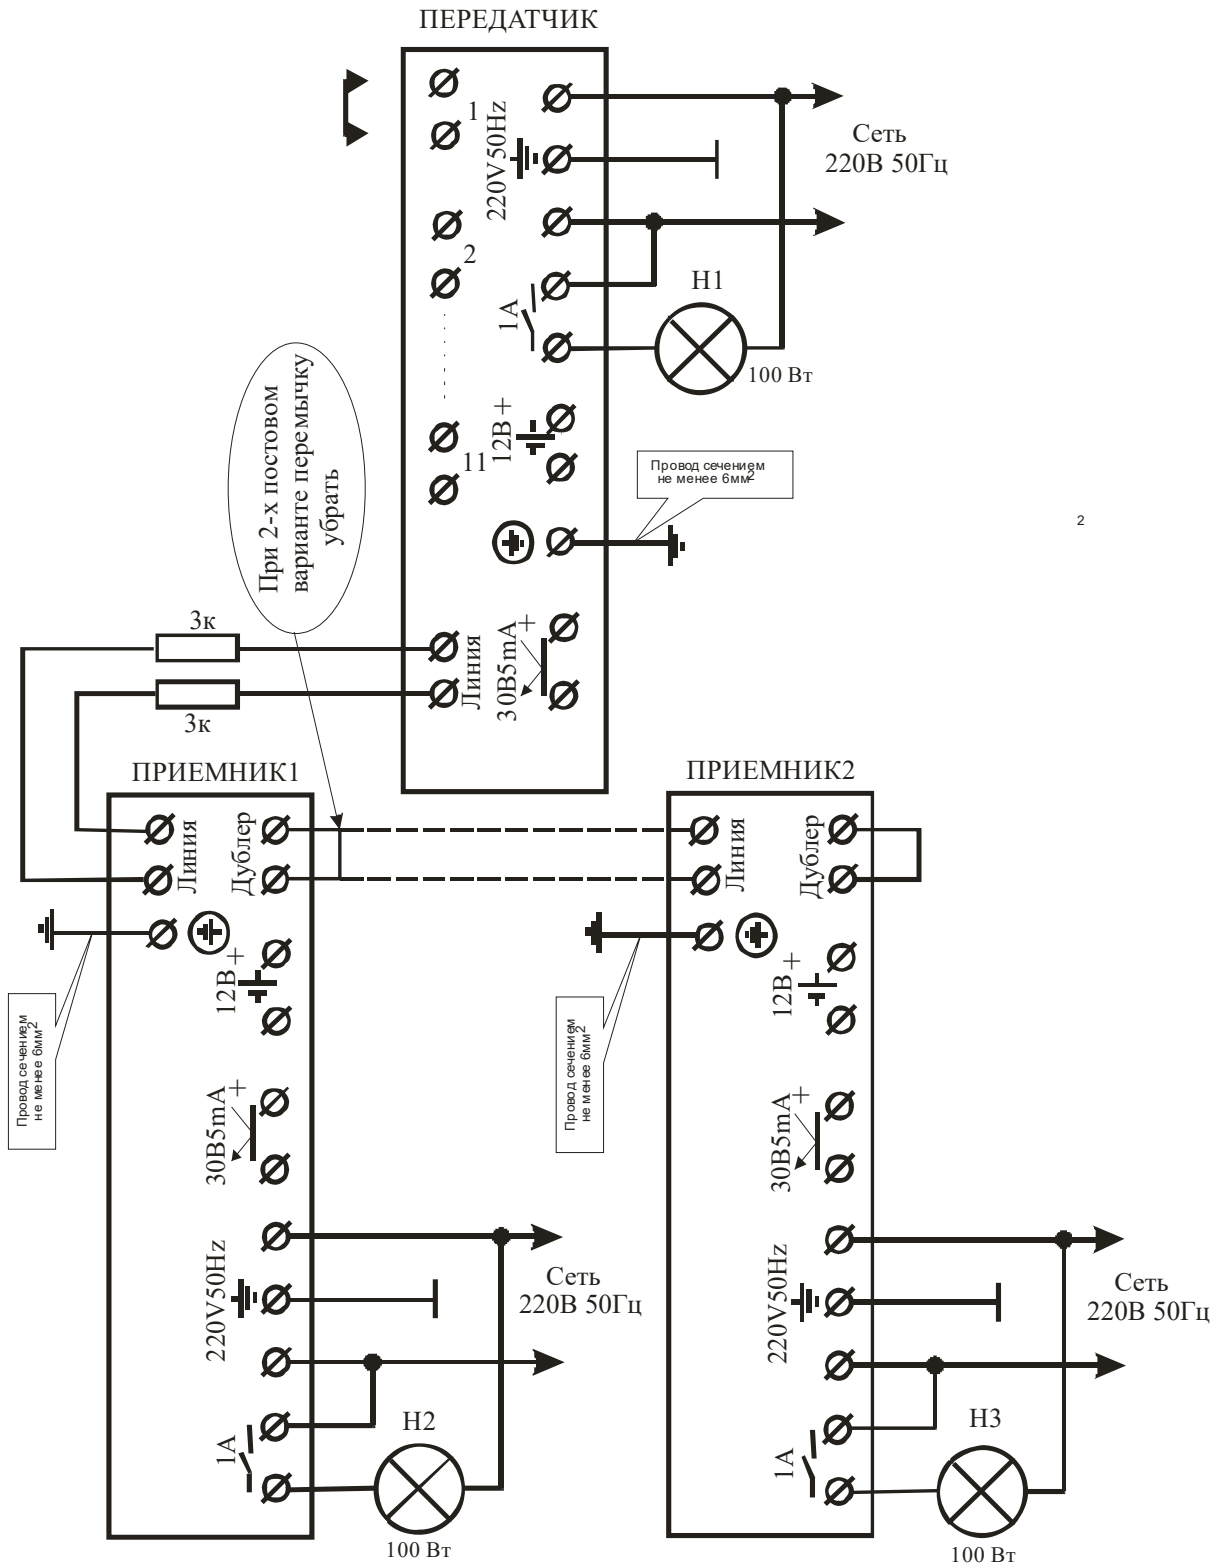 ПЕРЕДАТЧИК
1
220V50Hz
Сеть
220В 50Гц
2
1А
Н1
100 Вт
При 2-х постовом
варианте перемычку
убрать
12В
+
11
Провод сечением
не менее 6мм2
2
3к
3к
Линия
30В5mA
+
ПРИЕМНИК1
Линия
Дублер
12В
+
Провод сечением
не менее 6мм2
30В5mA
+
220V50Hz
Сеть
220В 50Гц
1А
Н2
100 Вт
ПРИЕМНИК2
Линия
Дублер
12В
+
Провод сечением
не менее 6мм2
30В5mA
+
220V50Hz
Сеть
220В 50Гц
1А
Н3
100 Вт